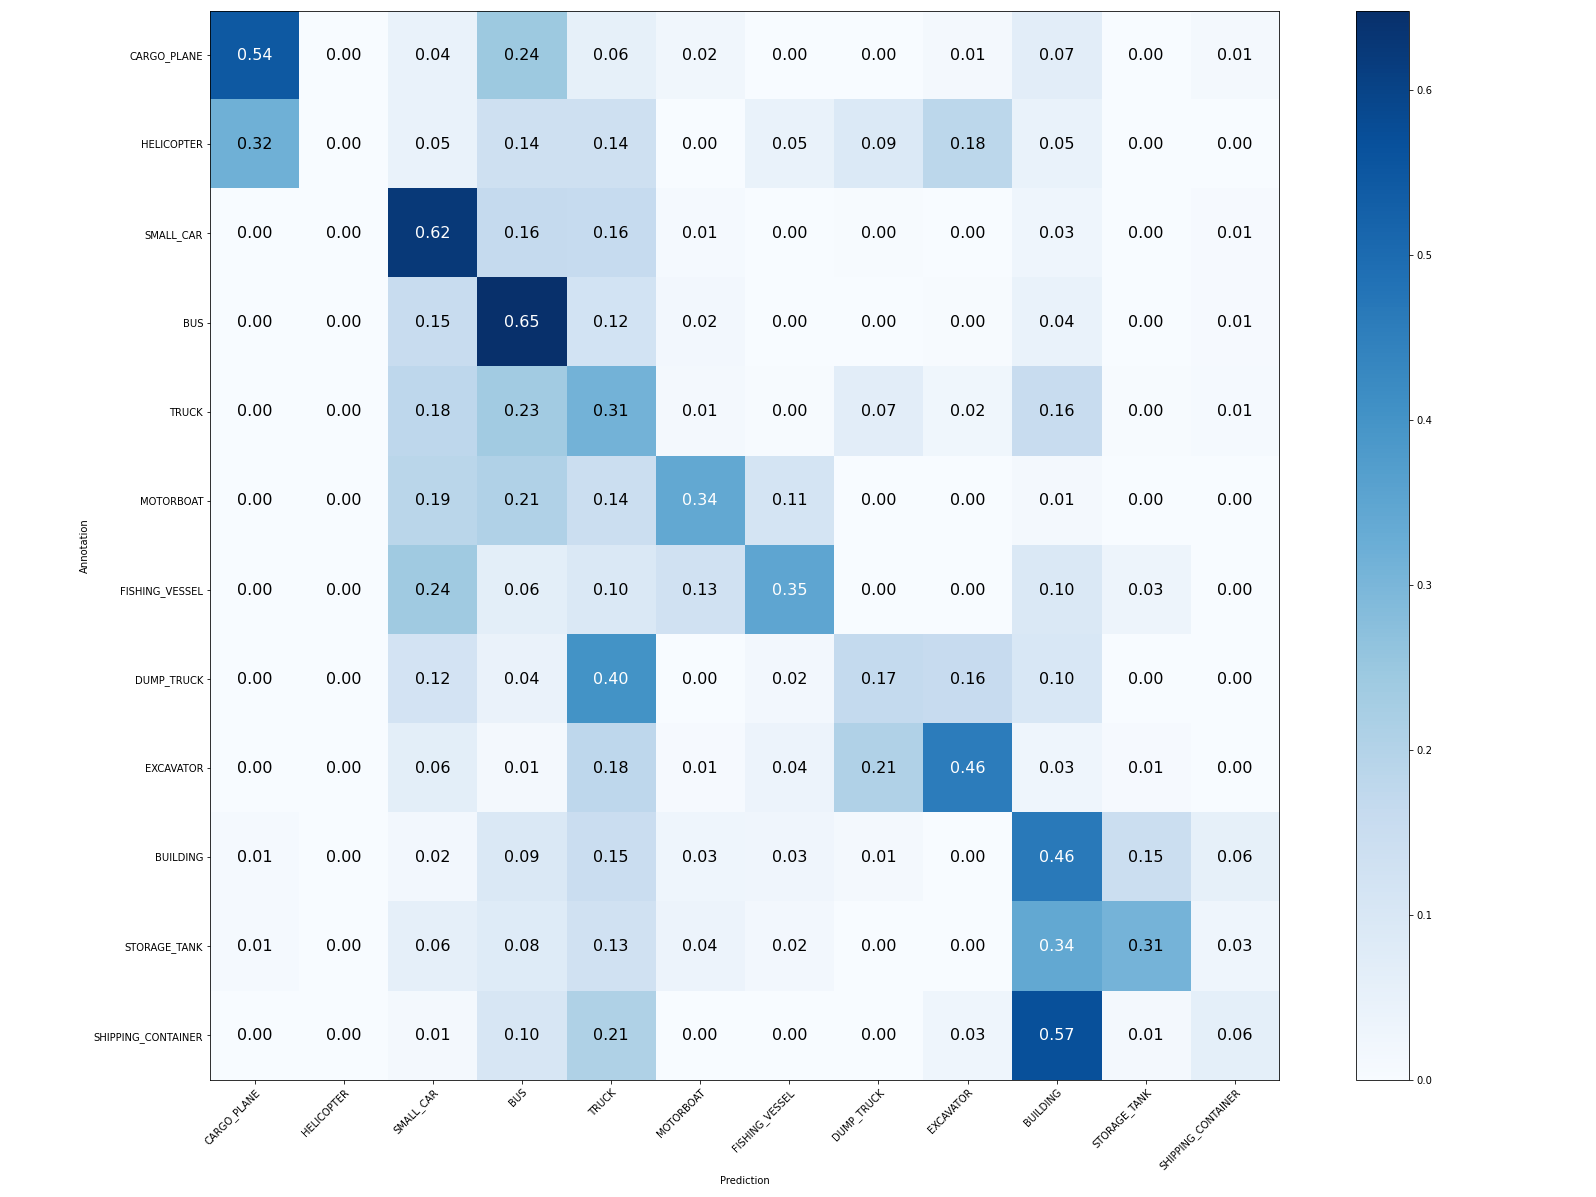 CARGO_PLANE 0.54 0.00 0.04 0.24 0.06 0.02 0.00 0.00 0.01 0.07 0.00 0.01
HELICOPTER 0.32 0.00 0.05 0.14 0.14 0.00 0.05 0.09 0.18 0.05 0.00 0.00
SMALL_CAR 0.00 0.00 0.62 0.16 0.16 0.01 0.00 0.00 0.00 0.03 0.00 0.01
BUS 0.00 0.00 0.15 0.65 0.12 0.02 0.00 0.00 0.00 0.04 0.00 0.01
TRUCK 0.00 0.00 0.18 0.23 0.31 0.01 0.00 0.07 0.02 0.16 0.00 0.01
MOTORBOAT 0.00 0.00 0.19 0.21 0.14 0.34 0.11 0.00 0.00 0.01 0.00 0.00
FISHING_VESSEL 0.00 0.00 0.24 0.06 0.10 0.13 0.35 0.00 0.00 0.10 0.03 0.00
DUMP_TRUCK 0.00 0.00 0.12 0.04 0.40 0.00 0.02 0.17 0.16 0.10 0.00 0.00
EXCAVATOR 0.00 0.00 0.06 0.01 0.18 0.01 0.04 0.21 0.46 0.03 0.01 0.00
BUILDING 0.01 0.00 0.02 0.09 0.15 0.03 0.03 0.01 0.00 0.46 0.15 0.06
STORAGE_TANK 0.01 0.00 0.06 0.08 0.13 0.04 0.02 0.00 0.00 0.34 0.31 0.03
SHIPPING_CONTAINER 0.00 0.00 0.01 0.10 0.21 0.00 0.00 0.00 0.03 0.57 0.01 0.06
CARGO_PLANE HELICOPTER SMALL_CAR BUS TRUCK MOTORBOAT FISHING_VESSEL DUMP_TRUCK EXCAVATOR BUILDING STORAGE_TANK SHIPPING_CONTAINER
Annotation
Prediction
0.6
0.5
0.4
0.3
0.2
0.1
0.0